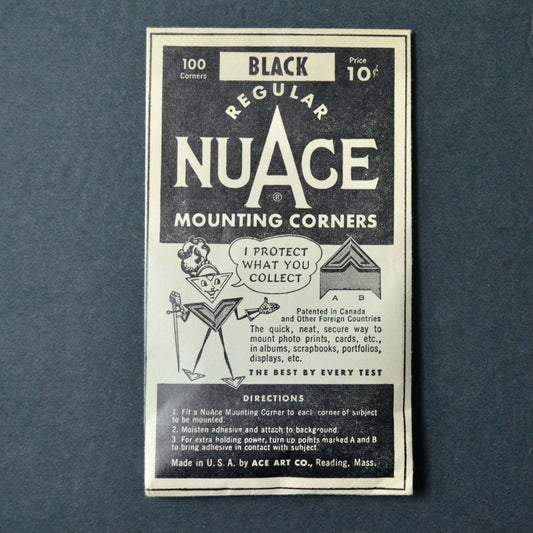 100 Corners
BLACK
Price 10¢
REGULAR
NUACE
®
MOUNTING CORNERS
I PROTECT
WHAT YOU
COLLECT
A B
Patented in Canada
and Other Foreign Countries
The quick, neat, secure way to
mount photo prints, cards, etc.,
in albums, scrapbooks, portfolios,
displays, etc.
THE BEST BY EVERY TEST
DIRECTIONS
1. Fit a NuAce Mounting Corner to each corner of subject
to be mounted.
2. Moisten adhesive and attach to background.
3. For extra holding power, turn up points marked A and B
to bring adhesive in contact with subject.
Made in U. S. A. by ACE ART CO., Reading, Mass.